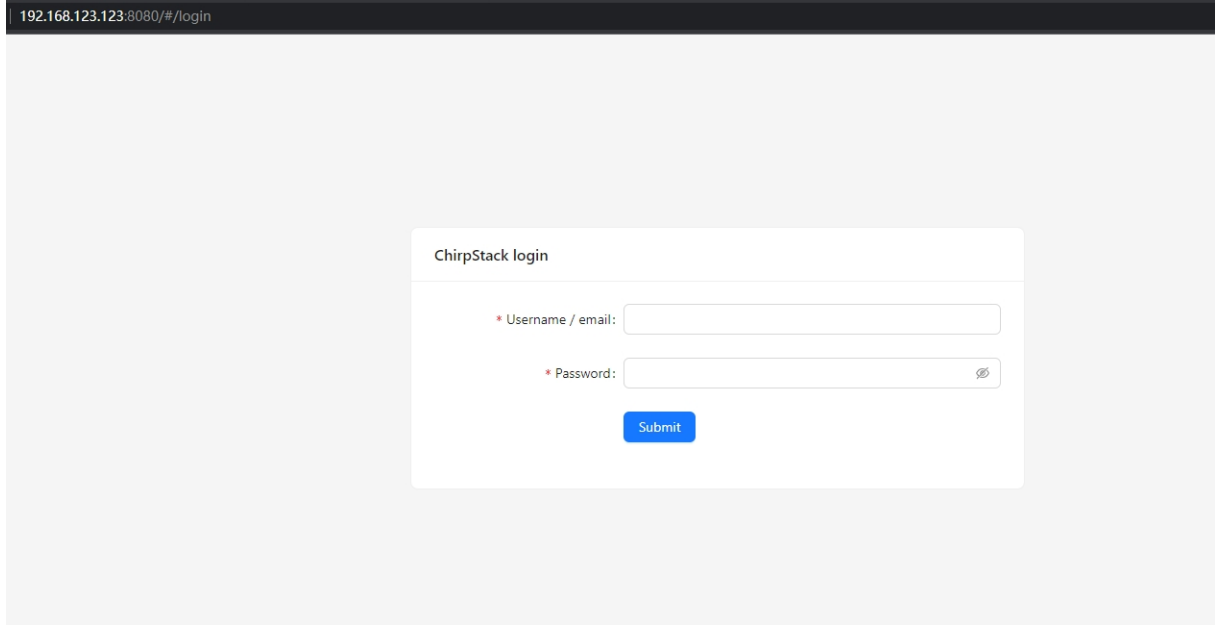 192.168.123.123:8080/#/login
ChirpStack login
* Username / email:
* Password:
Submit